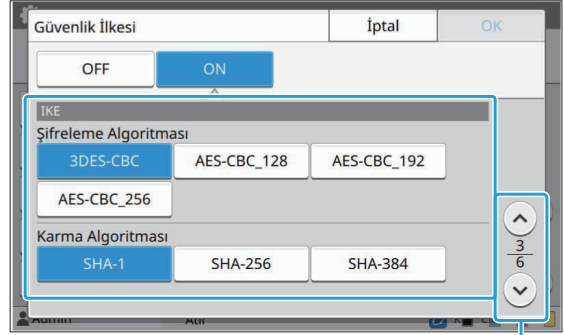 Güvenlik İlkesi İptal OK
OFF ON
IKE
Şifreleme Algoritması
3DES-CBC AES-CBC_128 AES-CBC_192
AES-CBC_256
Karma Algoritması
SHA-1 SHA-256 SHA-384
3
6
Admin